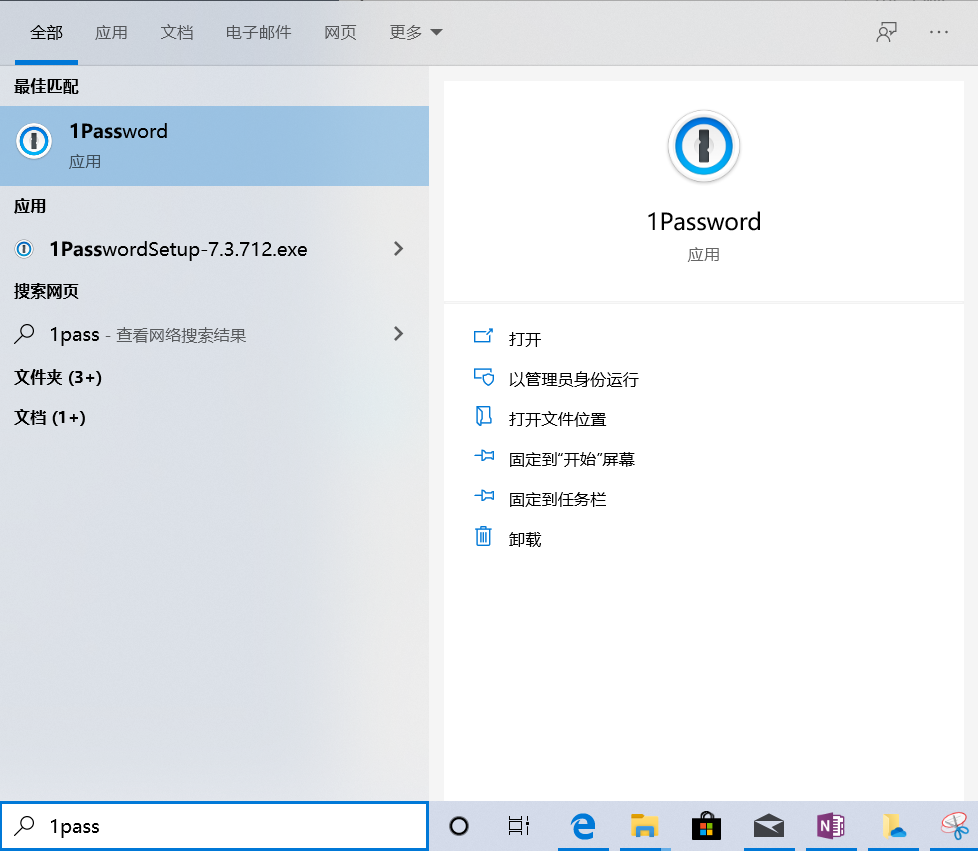 全部 应用 文档 电子邮件 网页 更多
最佳匹配
1Password
应用
应用
1PasswordSetup-7.3.712.exe
搜索网页
1pass - 查看网络搜索结果
文件夹 (3+)
文档 (1+)
1Password
应用
打开
以管理员身份运行
打开文件位置
固定到“开始”屏幕
固定到任务栏
卸载
1pass